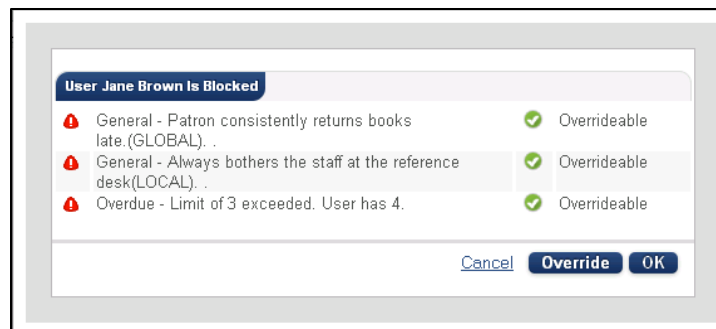 User Jane Brown Is Blocked
General - Patron consistently returns books Overrideable
late.(GLOBAL). .
General - Always bothers the staff at the reference Overrideable
desk(LOCAL). .
Overdue - Limit of 3 exceeded. User has 4. Overrideable
Cancel Override OK